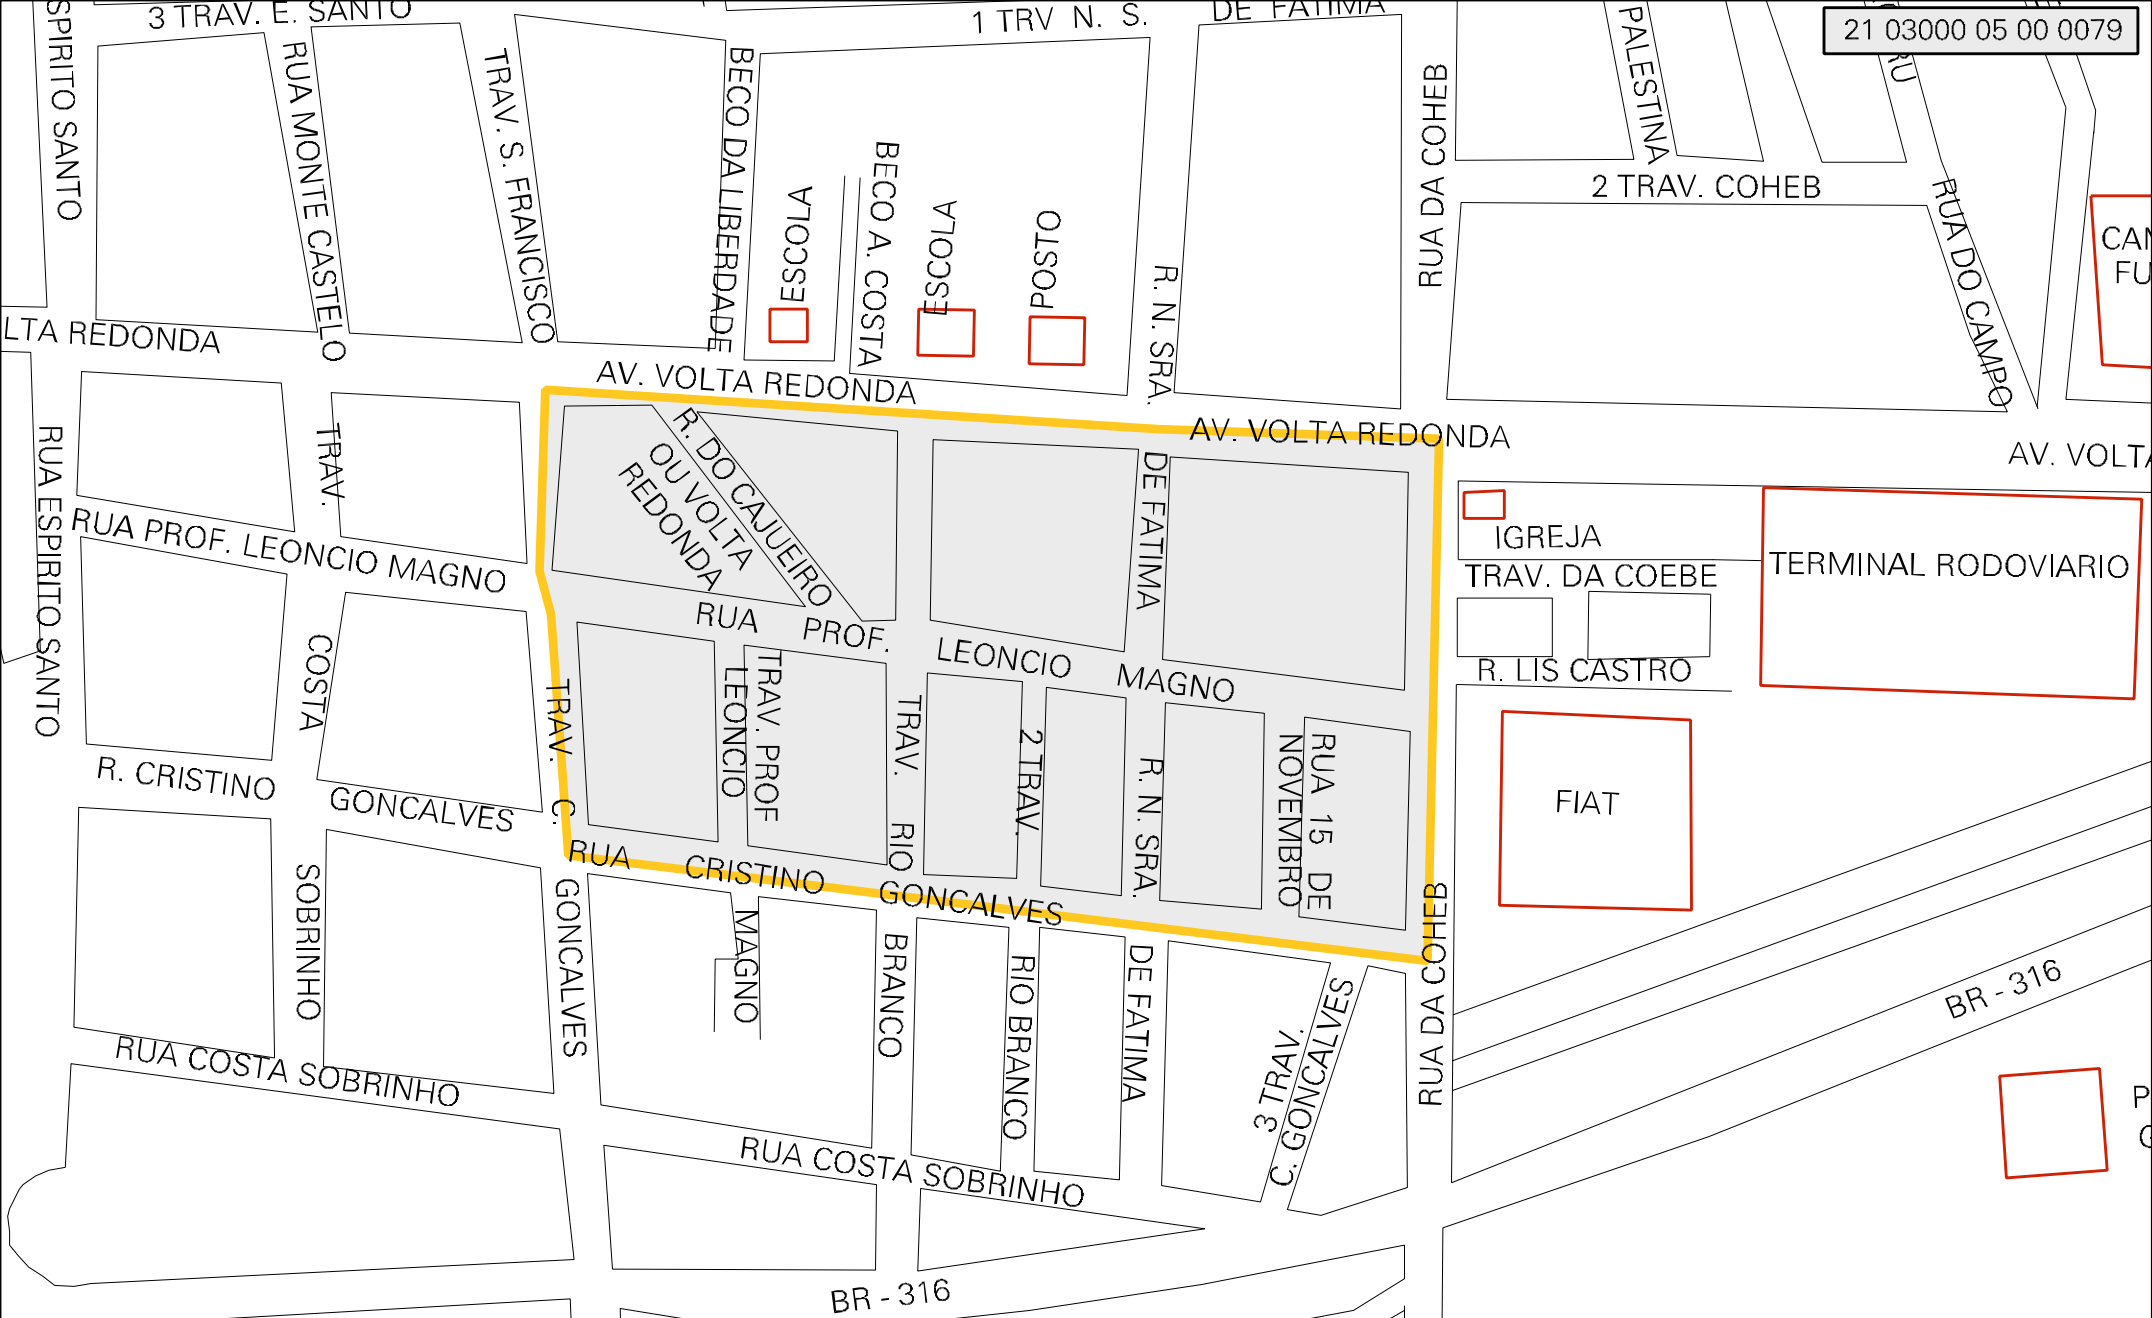 3 TRAV. E. SANTO
1 TRV N. S.
DE FATIMA
21 03000 05 00 0079
SPIRITO SANTO
RUA MONTE CASTELO
TRAV. S. FRANCISCO
BECO DA LIBERDADE
ESCOLA
BECO A. COSTA
ESCOLA
POSTO
R. N. SRA.
RUA DA COHEB
PALESTINA
RU
2 TRAV. COHEB
RUA DO CAMPO
CAN
FU
LTA REDONDA
AV. VOLTA REDONDA
AV. VOLTA REDONDA
AV. VOLTA
RUA ESPIRITO SANTO
TRAV.
R. DO CAJUEIRO
OU VOLTA
REDONDA
DE FATIMA
IGREJA
TRAV. DA COEBE
TERMINAL RODOVIARIO
R. LIS CASTRO
RUA PROF. LEONCIO MAGNO
RUA PROF. LEONCIO MAGNO
COSTA
TRAV. C.
TRAV. PROF
LEONCIO
TRAV. RIO
2 TRAV.
R. N. SRA.
RUA 15 DE
NOVEMBRO
FIAT
R. CRISTINO
GONCALVES
RUA CRISTINO GONCALVES
SOBRINHO
GONCALVES
MAGNO
BRANCO
RIO BRANCO
DE FATIMA
3 TRAV.
C. GONCALVES
RUA DA COHEB
BR - 316
RUA COSTA SOBRINHO
RUA COSTA SOBRINHO
BR - 316
P